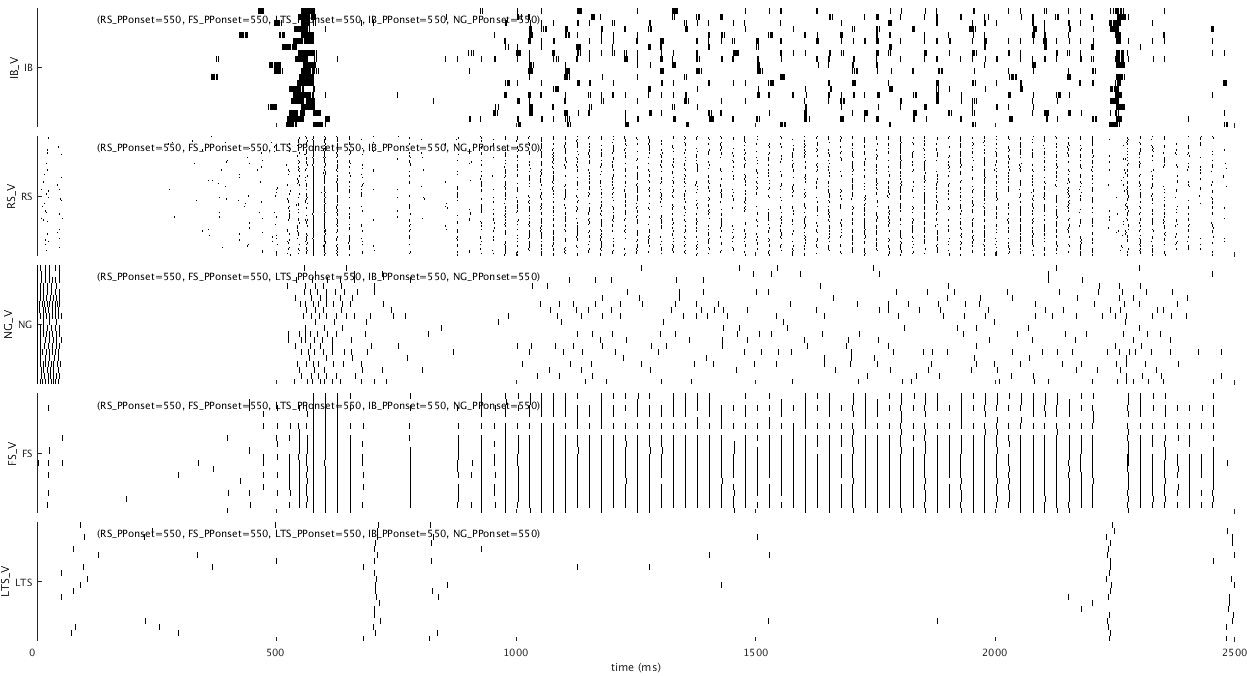 (RS_PPonset=550, FS_PPonset=550, LTS_PPonset=550, IB_PPonset=550, NG_PPonset=550)
IB_V
IB
(RS_PPonset=550, FS_PPonset=550, LTS_PPonset=550, IB_PPonset=550, NG_PPonset=550)
RS_V
RS
(RS_PPonset=550, FS_PPonset=550, LTS_PPonset=550, IB_PPonset=550, NG_PPonset=550)
NG_V
NG
(RS_PPonset=550, FS_PPonset=550, LTS_PPonset=550, IB_PPonset=550, NG_PPonset=550)
FS_V
FS
(RS_PPonset=550, FS_PPonset=550, LTS_PPonset=550, IB_PPonset=550, NG_PPonset=550)
LTS_V
LTS
0 500 1000 1500 2000 2500
time (ms)